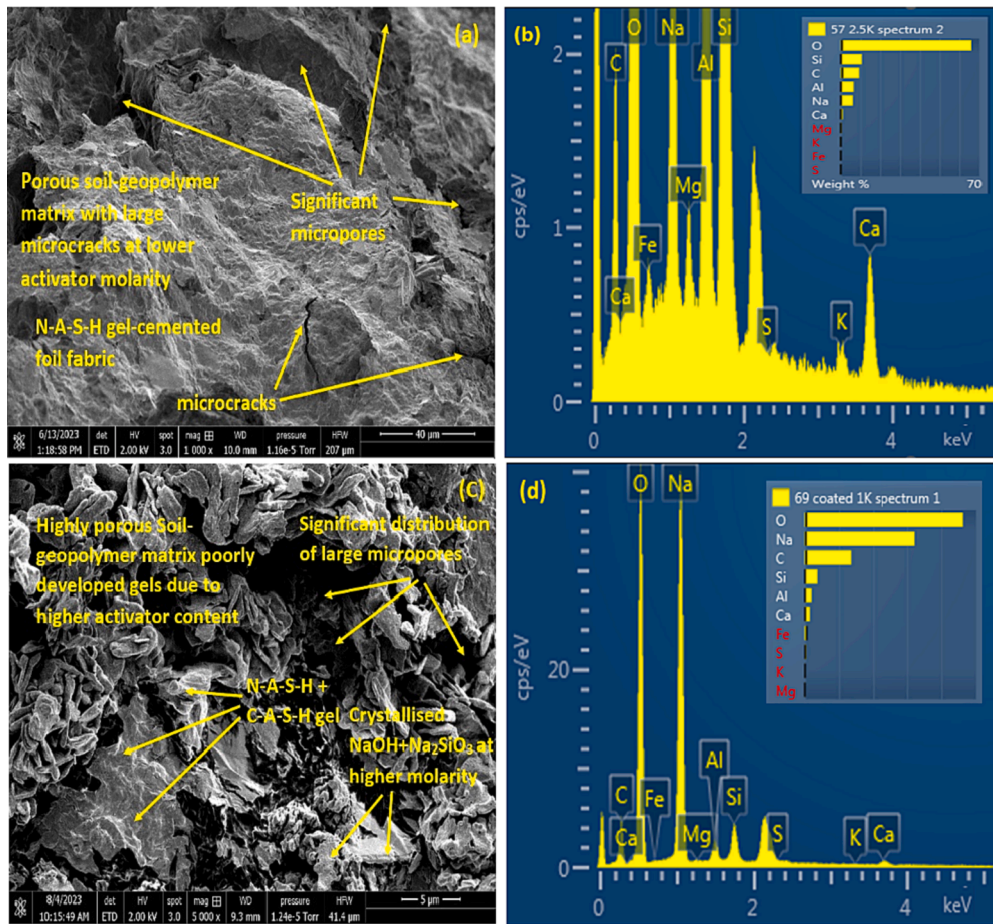 (a)
Porous soil-geopolymer
matrix with large
microcracks at lower
activator molarity
Significant
micropores
N-A-S-H gel-cemented
foil fabric
microcracks
6/13/2023 det HV spot mag WD pressure HFW 40 µm
1:18:58 PM ETD 2.00 kV 3.0 1 000 x 10.0 mm 1.16e-5 Torr 207 µm
(b)
57 2.5K spectrum 2
O
Si
C
Al
Na
Ca
Mg
K
Fe
S
Weight % 70
C
O
Na
Al
Si
Mg
Fe
Ca
S
K
Ca
cps/eV
2
1
0
0 2 4 keV
(C)
Highly porous Soil-
geopolymer matrix poorly
developed gels due to
higher activator content
Significant distribution
of large micropores
N-A-S-H +
C-A-S-H gel
Crystallised
NaOH+Na₂SiO₃ at
higher molarity
8/4/2023 det HV spot mag WD pressure HFW 5 µm
10:15:49 AM ETD 2.00 kV 3.0 5 000 x 9.3 mm 1.24e-5 Torr 41.4 µm
(d)
69 coated 1K spectrum 1
O
Na
C
Si
Al
Ca
Fe
S
K
Mg
O
Na
C
Ca
Fe
Mg
Al
Si
S
K
Ca
cps/eV
20
0
0 2 4 keV